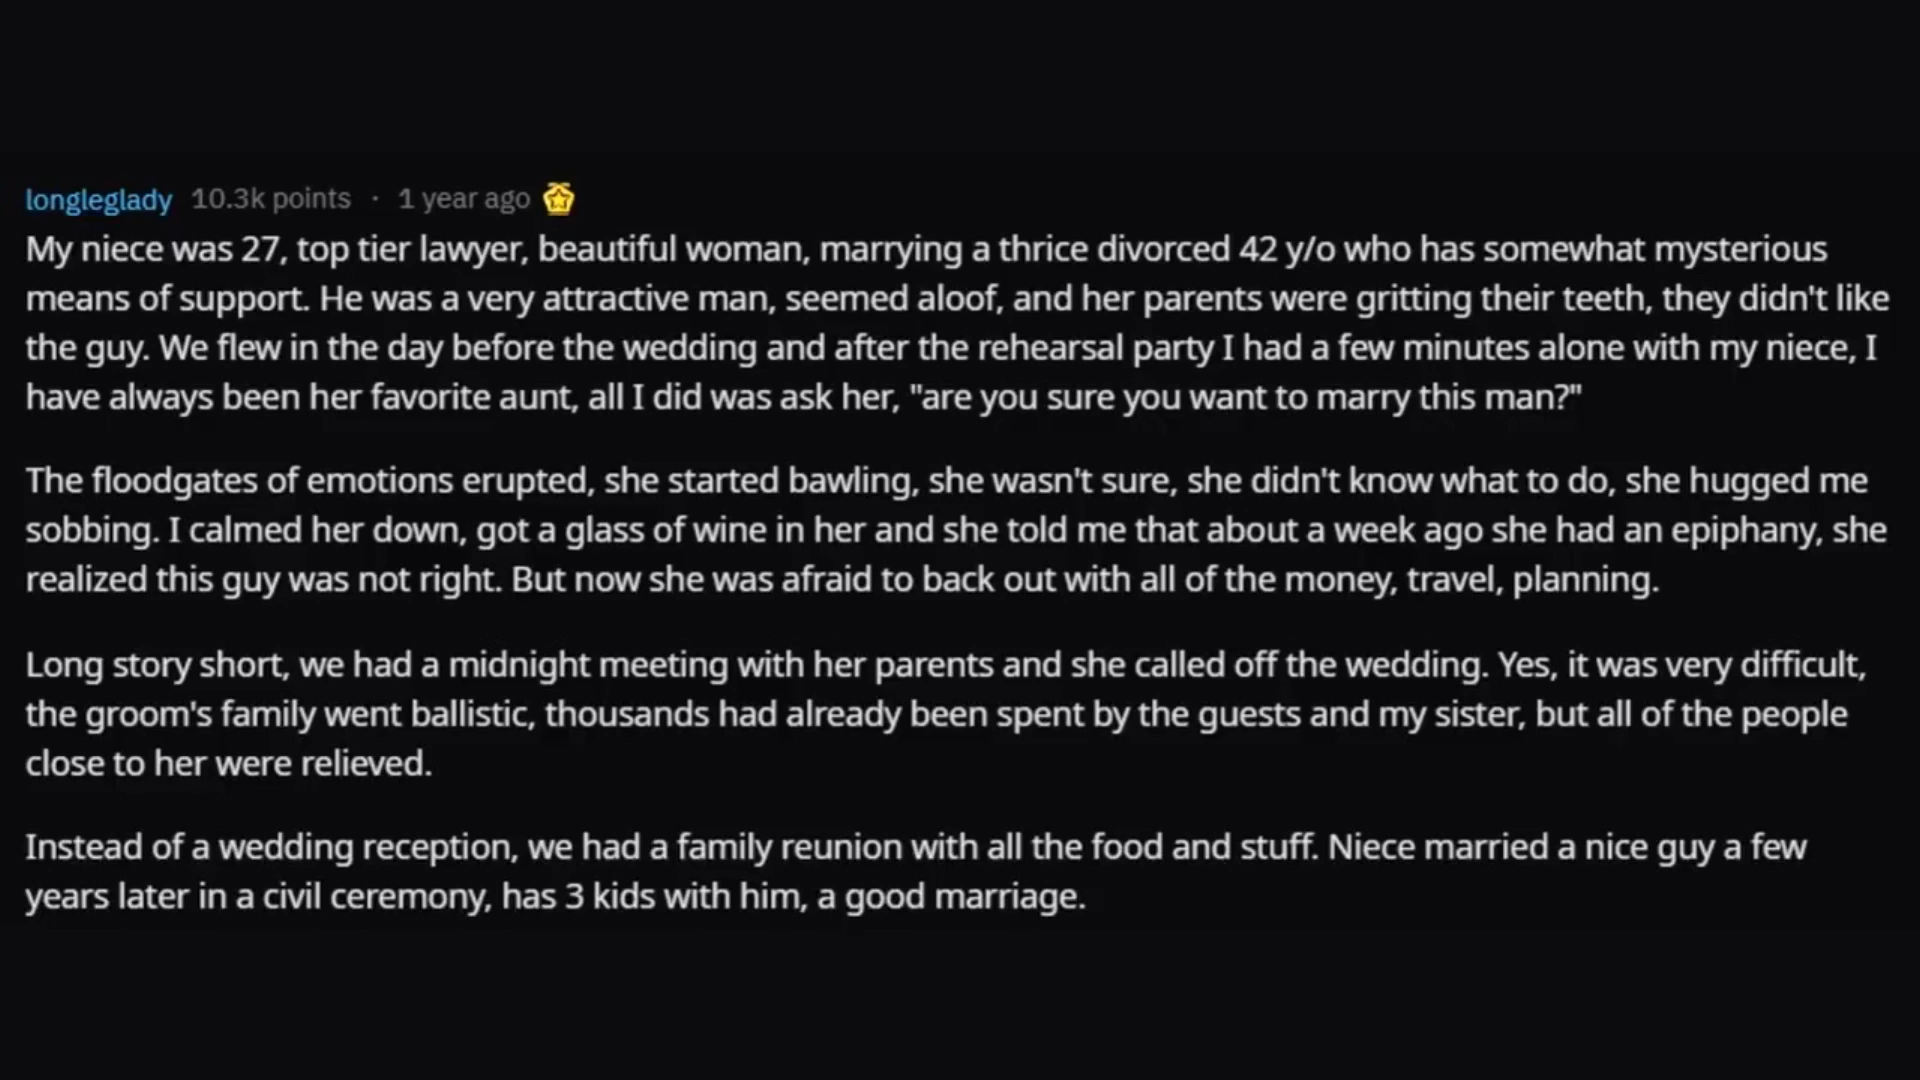 longleglady 10.3k points · 1 year ago
My niece was 27, top tier lawyer, beautiful woman, marrying a thrice divorced 42 y/o who has somewhat mysterious
means of support. He was a very attractive man, seemed aloof, and her parents were gritting their teeth, they didn't like
the guy. We flew in the day before the wedding and after the rehearsal party I had a few minutes alone with my niece, I
have always been her favorite aunt, all I did was ask her, "are you sure you want to marry this man?"
The floodgates of emotions erupted, she started bawling, she wasn't sure, she didn't know what to do, she hugged me
sobbing. I calmed her down, got a glass of wine in her and she told me that about a week ago she had an epiphany, she
realized this guy was not right. But now she was afraid to back out with all of the money, travel, planning.
Long story short, we had a midnight meeting with her parents and she called off the wedding. Yes, it was very difficult,
the groom's family went ballistic, thousands had already been spent by the guests and my sister, but all of the people
close to her were relieved.
Instead of a wedding reception, we had a family reunion with all the food and stuff. Niece married a nice guy a few
years later in a civil ceremony, has 3 kids with him, a good marriage.